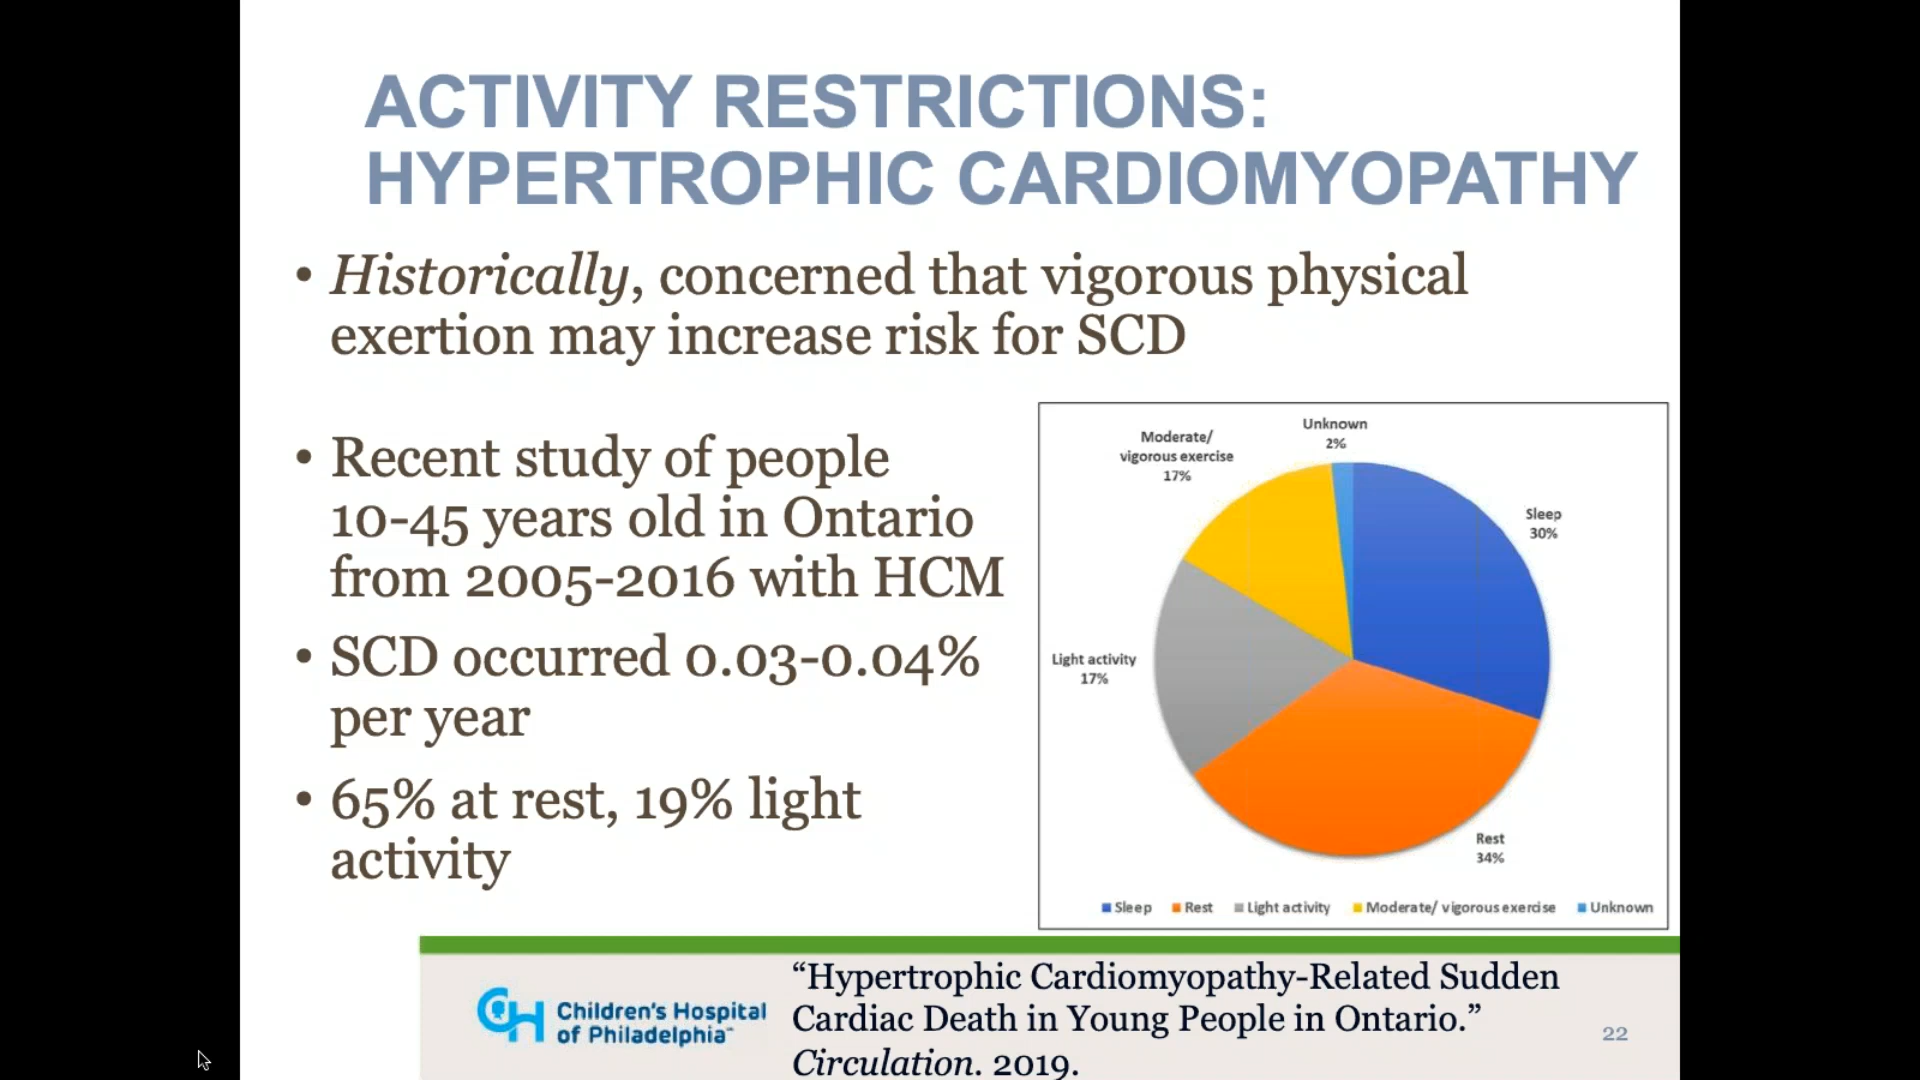 ACTIVITY RESTRICTIONS:
HYPERTROPHIC CARDIOMYOPATHY
• Historically, concerned that vigorous physical
exertion may increase risk for SCD
• Recent study of people
10-45 years old in Ontario
from 2005-2016 with HCM
• SCD occurred 0.03-0.04%
per year
• 65% at rest, 19% light
activity
Unknown
2%
Moderate/
vigorous exercise
17%
Sleep
30%
Light activity
17%
Rest
34%
Sleep Rest Light activity Moderate/ vigorous exercise Unknown
CH Children's Hospital
of Philadelphia™
“Hypertrophic Cardiomyopathy-Related Sudden
Cardiac Death in Young People in Ontario.”
Circulation. 2019.
22